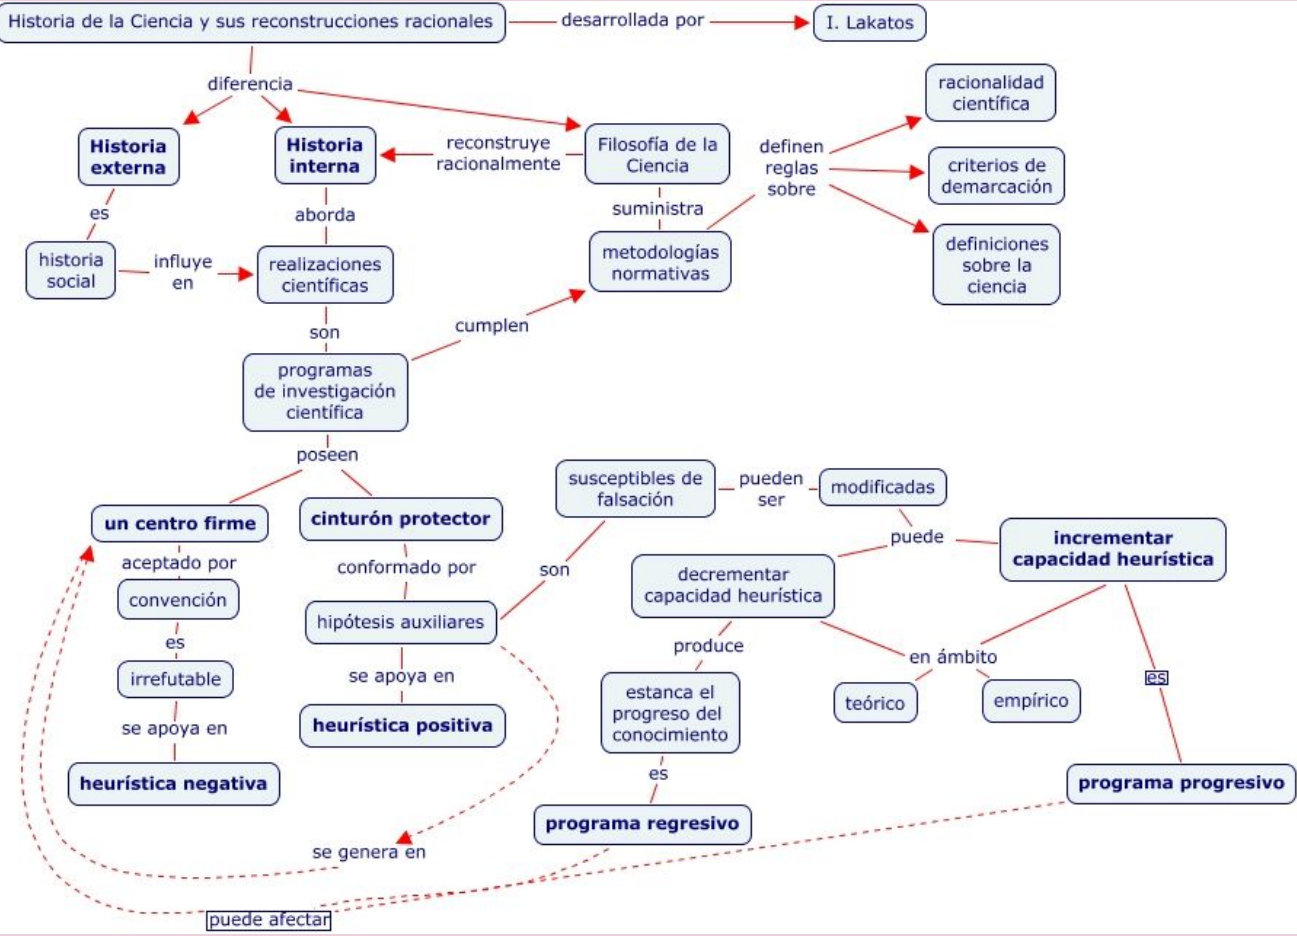 Historia de la Ciencia y sus reconstrucciones racionales
desarrollada por
I. Lakatos
diferencia
Historia
externa
Historia
interna
reconstruye
racionalmente
Filosofía de la
Ciencia
definen
reglas
sobre
racionalidad
científica
criterios de
demarcación
definiciones
sobre la
ciencia
es
aborda
suministra
historia
social
influye
en
realizaciones
científicas
metodologías
normativas
son
cumplen
programas
de investigación
científica
poseen
un centro firme
cinturón protector
susceptibles de
falsación
pueden
ser
modificadas
puede
incrementar
capacidad heurística
aceptado por
conformado por
son
decrementar
capacidad heurística
convención
hipótesis auxiliares
es
produce
en ámbito
es
irrefutable
se apoya en
estanca el
progreso del
conocimiento
teórico
empírico
se apoya en
heurística positiva
heurística negativa
es
programa progresivo
programa regresivo
se genera en
puede afectar